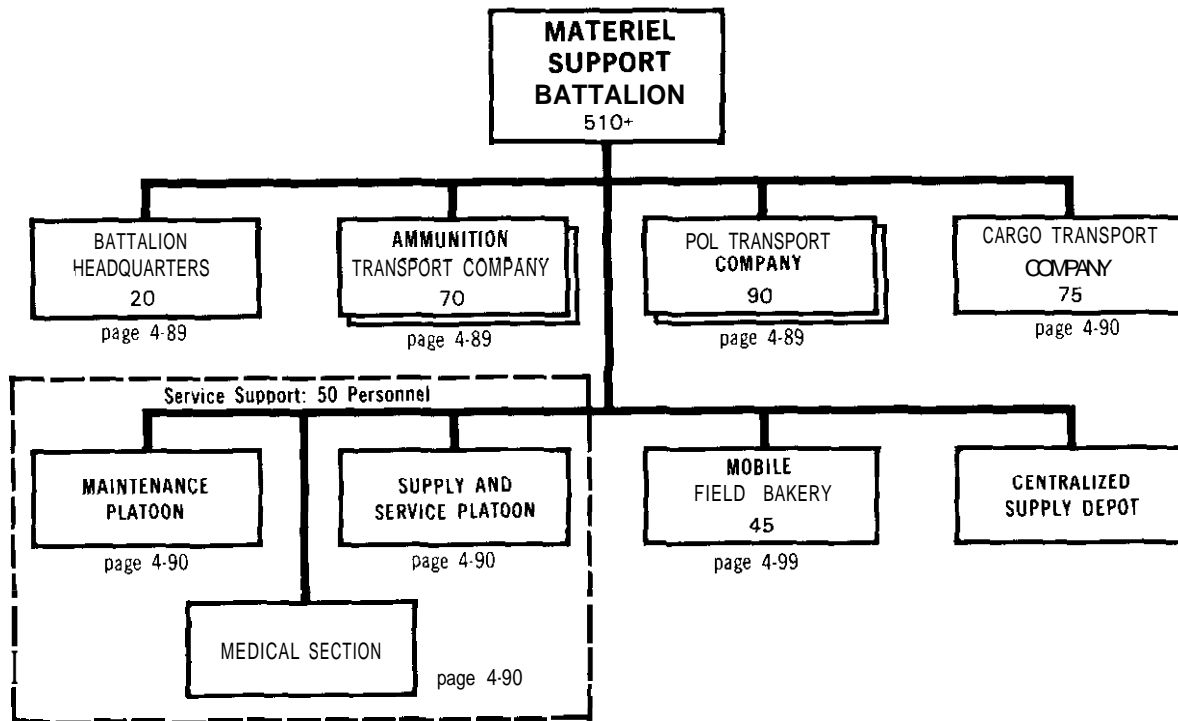 MATERIEL
SUPPORT
BATTALION
510+
BATTALION
HEADQUARTERS
20
page 4-89
AMMUNITION
TRANSPORT COMPANY
70
page 4-89
POL TRANSPORT
COMPANY
90
page 4-89
CARGO TRANSPORT
COMPANY
75
page 4-90
Service Support: 50 Personnel
MAINTENANCE
PLATOON
page 4-90
SUPPLY AND
SERVICE PLATOON
page 4-90
MOBILE
FIELD BAKERY
45
page 4-99
CENTRALIZED
SUPPLY DEPOT
MEDICAL SECTION
page 4-90